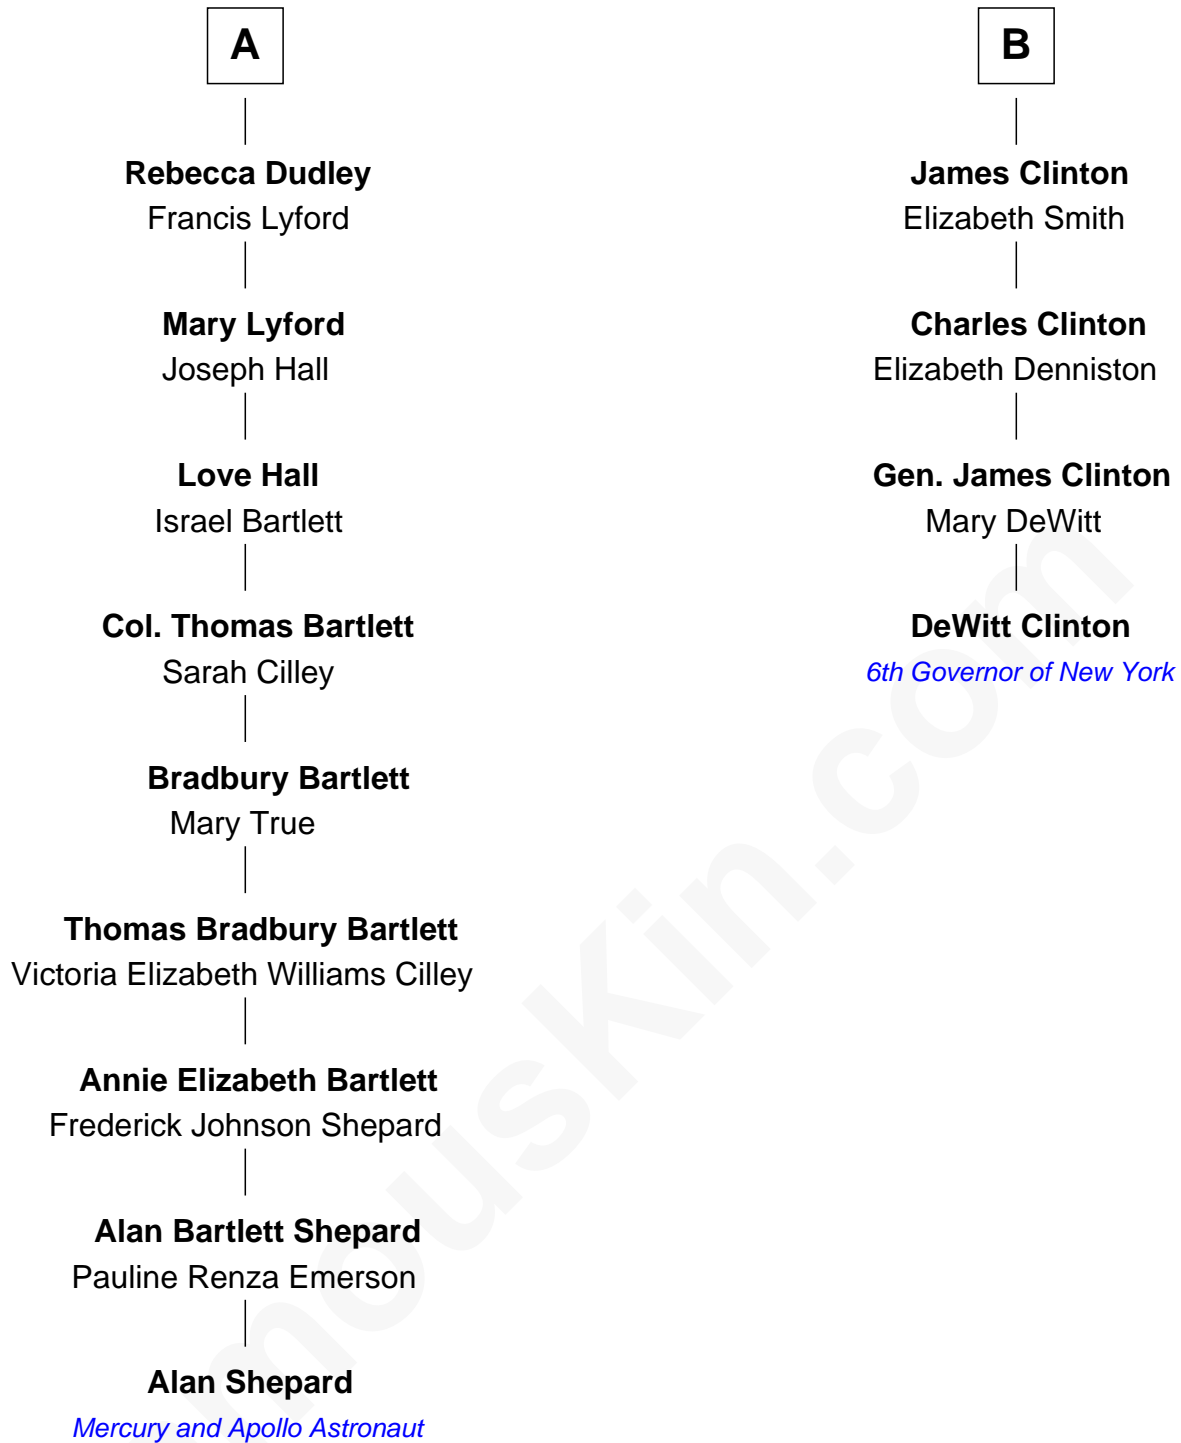 A
Rebecca Dudley
Francis Lyford
Mary Lyford
Joseph Hall
Love Hall
Israel Bartlett
Col. Thomas Bartlett
Sarah Cilley
Bradbury Bartlett
Mary True
Thomas Bradbury Bartlett
Victoria Elizabeth Williams Cilley
Annie Elizabeth Bartlett
Frederick Johnson Shepard
Alan Bartlett Shepard
Pauline Renza Emerson
Alan Shepard
Mercury and Apollo Astronaut
B
James Clinton
Elizabeth Smith
Charles Clinton
Elizabeth Denniston
Gen. James Clinton
Mary DeWitt
DeWitt Clinton
6th Governor of New York
mousKin.com